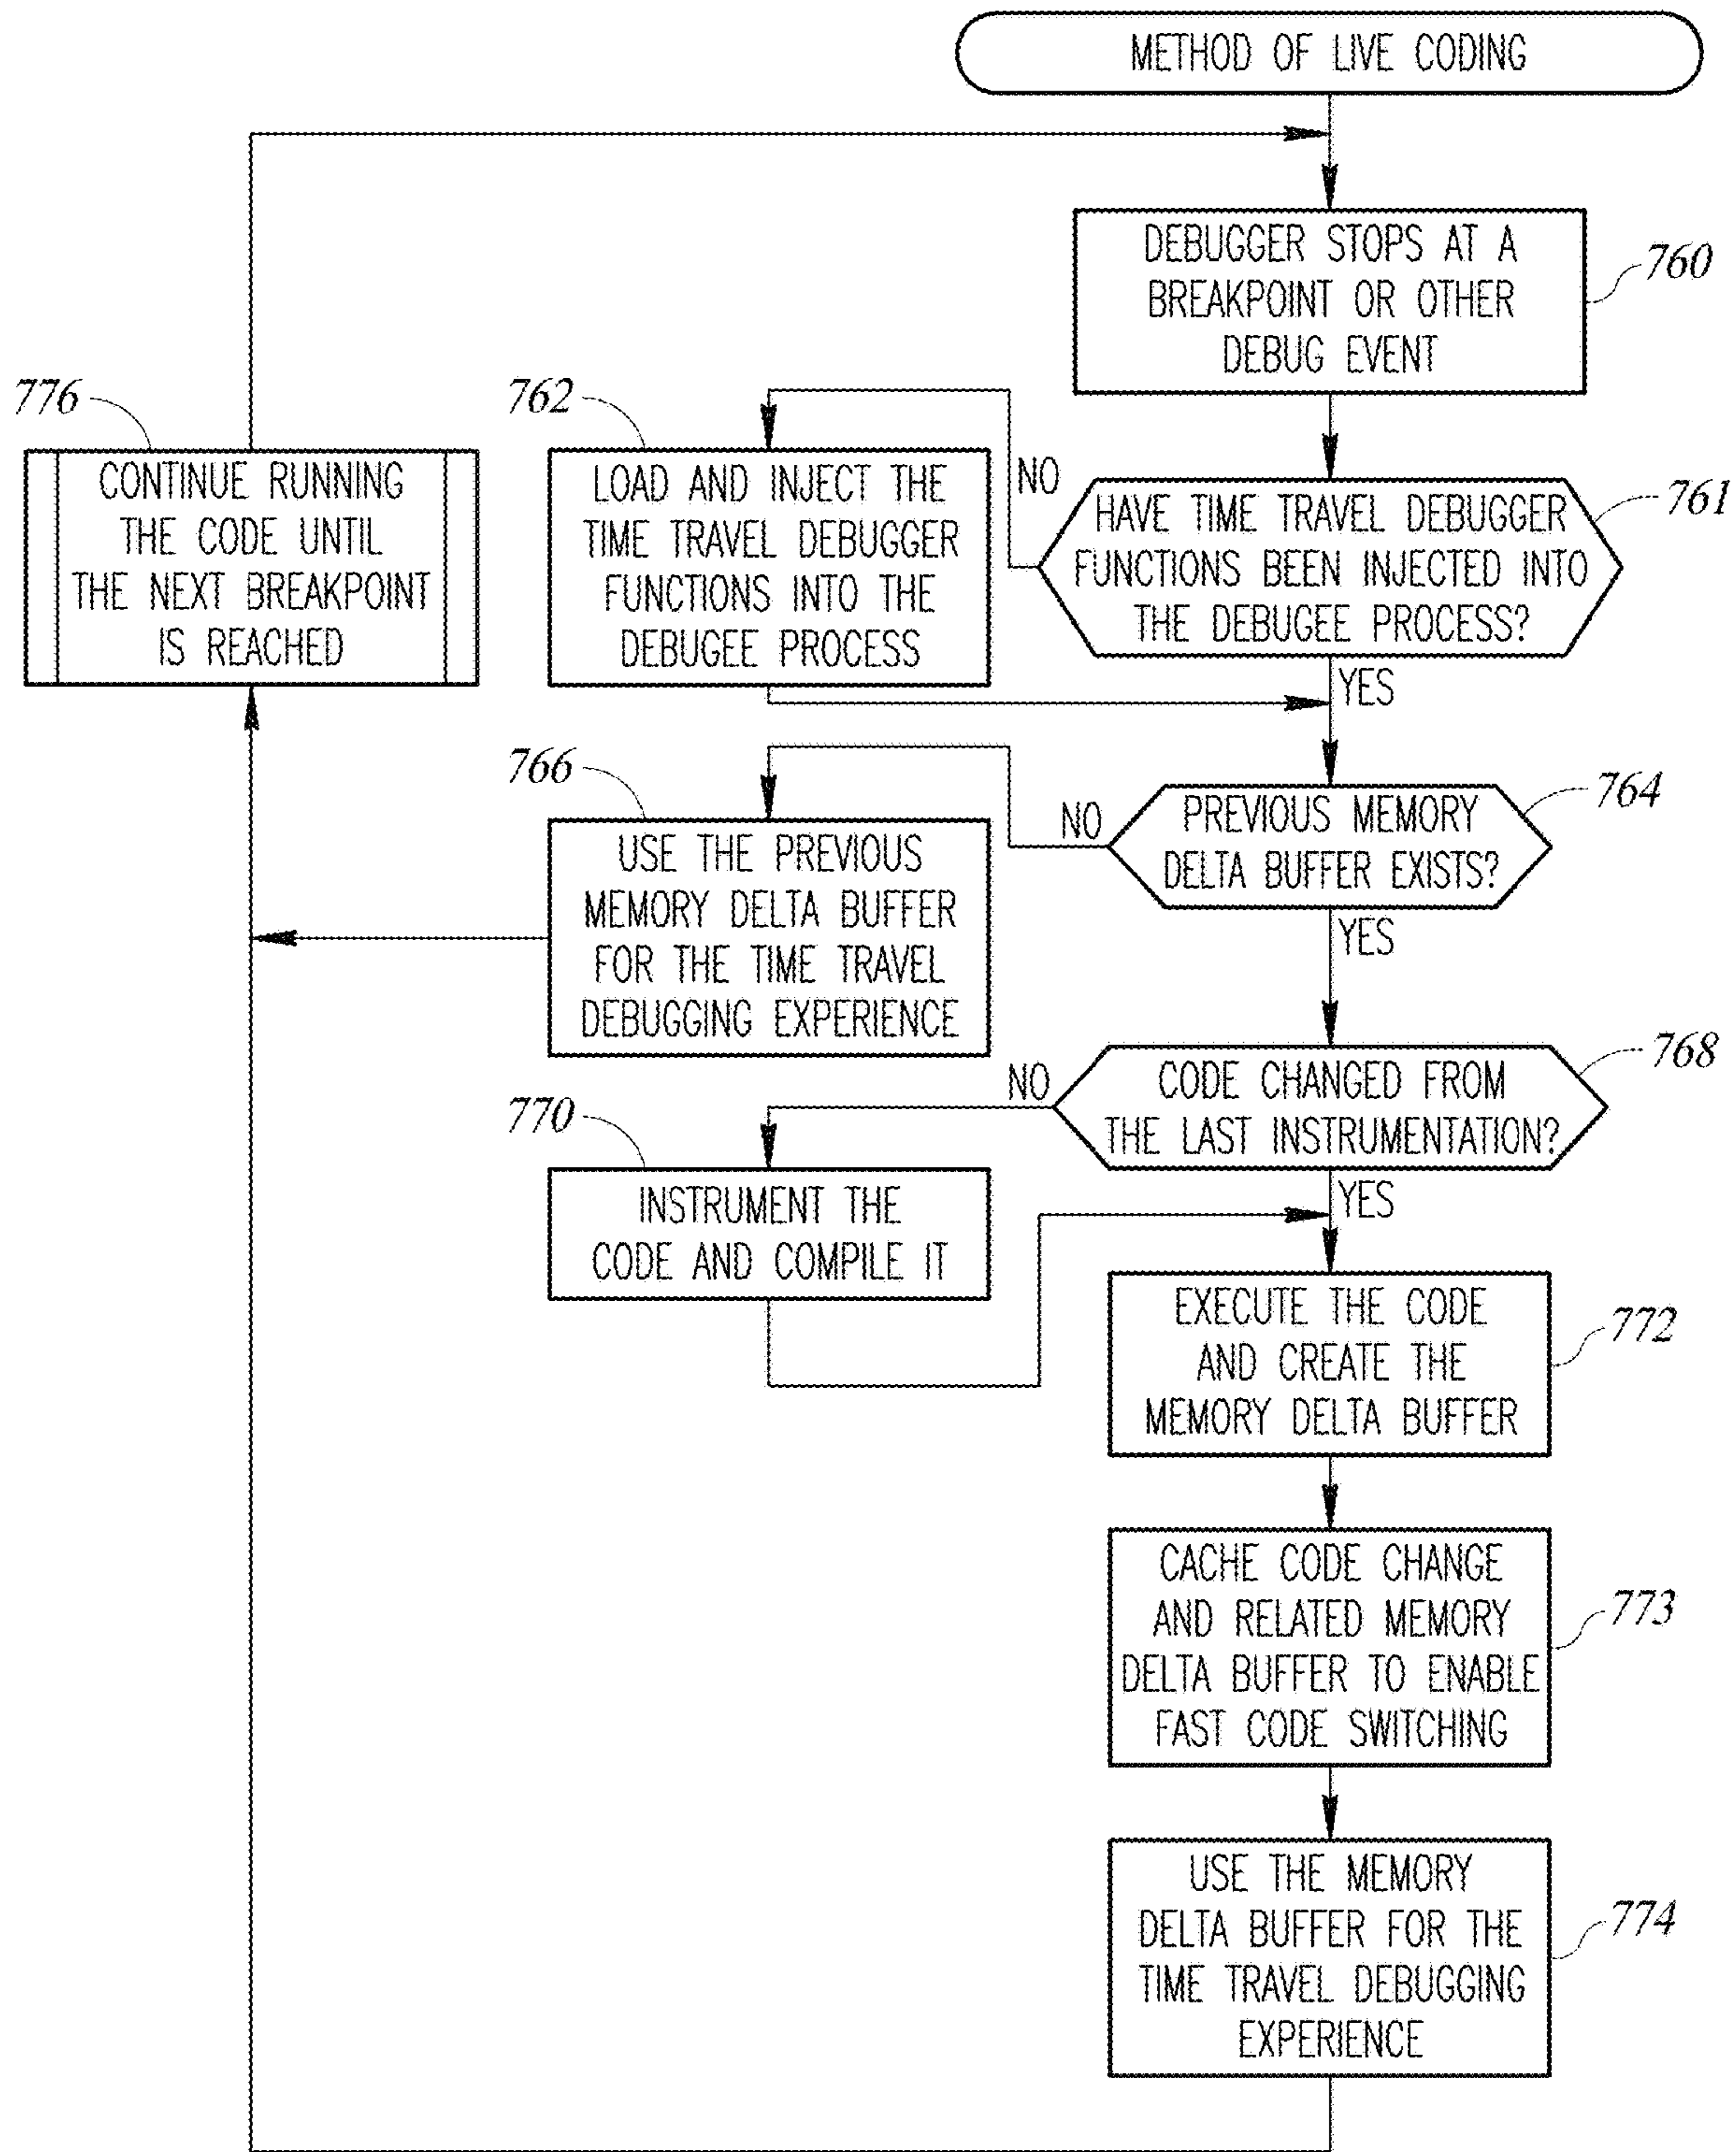 METHOD OF LIVE CODING
DEBUGGER STOPS AT A
BREAKPOINT OR OTHER
DEBUG EVENT
760
776
CONTINUE RUNNING
THE CODE UNTIL
THE NEXT BREAKPOINT
IS REACHED
762
LOAD AND INJECT THE
TIME TRAVEL DEBUGGER
FUNCTIONS INTO THE
DEBUGEE PROCESS
NO
HAVE TIME TRAVEL DEBUGGER
FUNCTIONS BEEN INJECTED INTO
THE DEBUGEE PROCESS?
761
YES
766
USE THE PREVIOUS
MEMORY DELTA BUFFER
FOR THE TIME TRAVEL
DEBUGGING EXPERIENCE
NO
PREVIOUS MEMORY
DELTA BUFFER EXISTS?
764
YES
NO
CODE CHANGED FROM
THE LAST INSTRUMENTATION?
768
770
INSTRUMENT THE
CODE AND COMPILE IT
YES
EXECUTE THE CODE
AND CREATE THE
MEMORY DELTA BUFFER
772
CACHE CODE CHANGE
AND RELATED MEMORY
DELTA BUFFER TO ENABLE
FAST CODE SWITCHING
773
USE THE MEMORY
DELTA BUFFER FOR THE
TIME TRAVEL DEBUGGING
EXPERIENCE
774